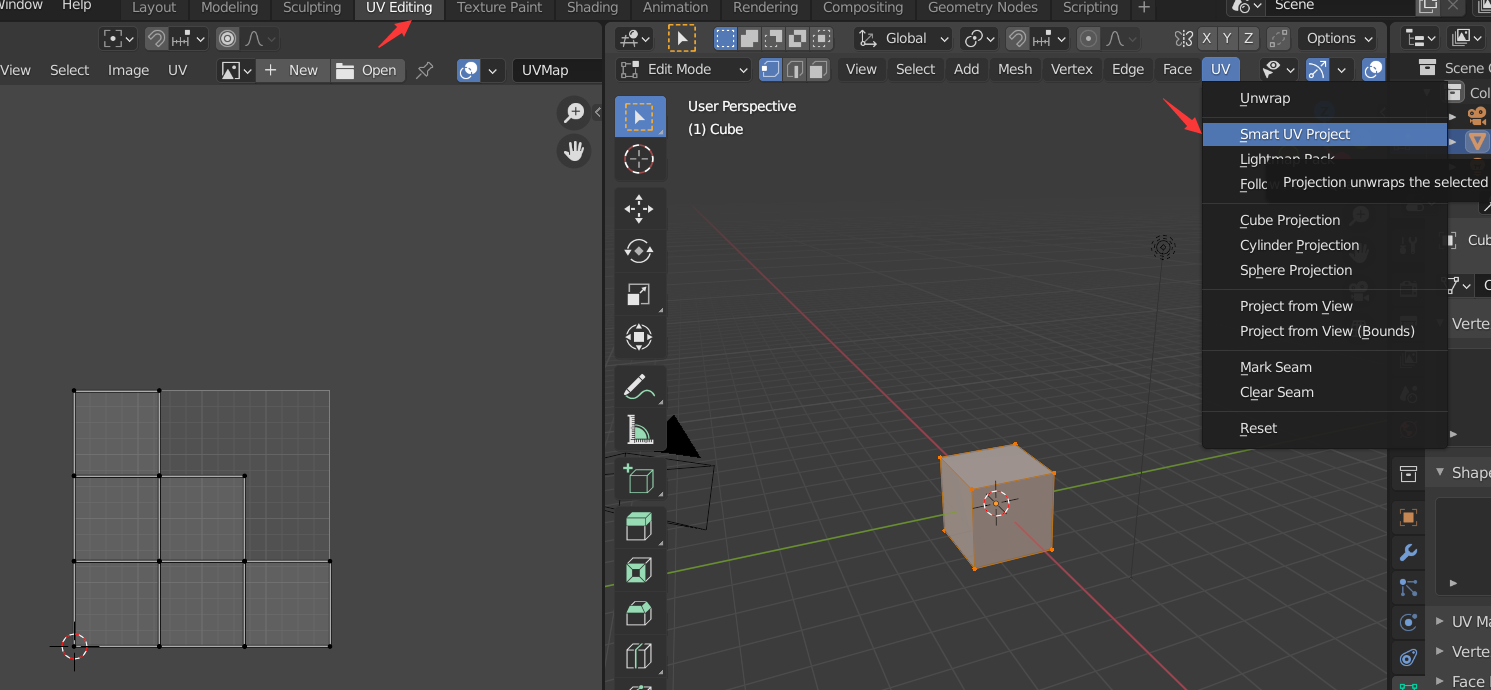 Window Help Layout Modeling Sculpting UV Editing Texture Paint Shading Animation Rendering Compositing Geometry Nodes Scripting + Scene
Global X Y Z Options
View Select Image UV + New Open UVMap Edit Mode View Select Add Mesh Vertex Edge Face UV Scene C
User Perspective
(1) Cube
Unwrap
Smart UV Project
Lightmap Pack
Follo
Projection unwraps the selected
Cube Projection
Cylinder Projection
Sphere Projection
Project from View
Project from View (Bounds)
Mark Seam
Clear Seam
Reset
Col
Cub
Verte
Shape
UV Ma
Verte
Face